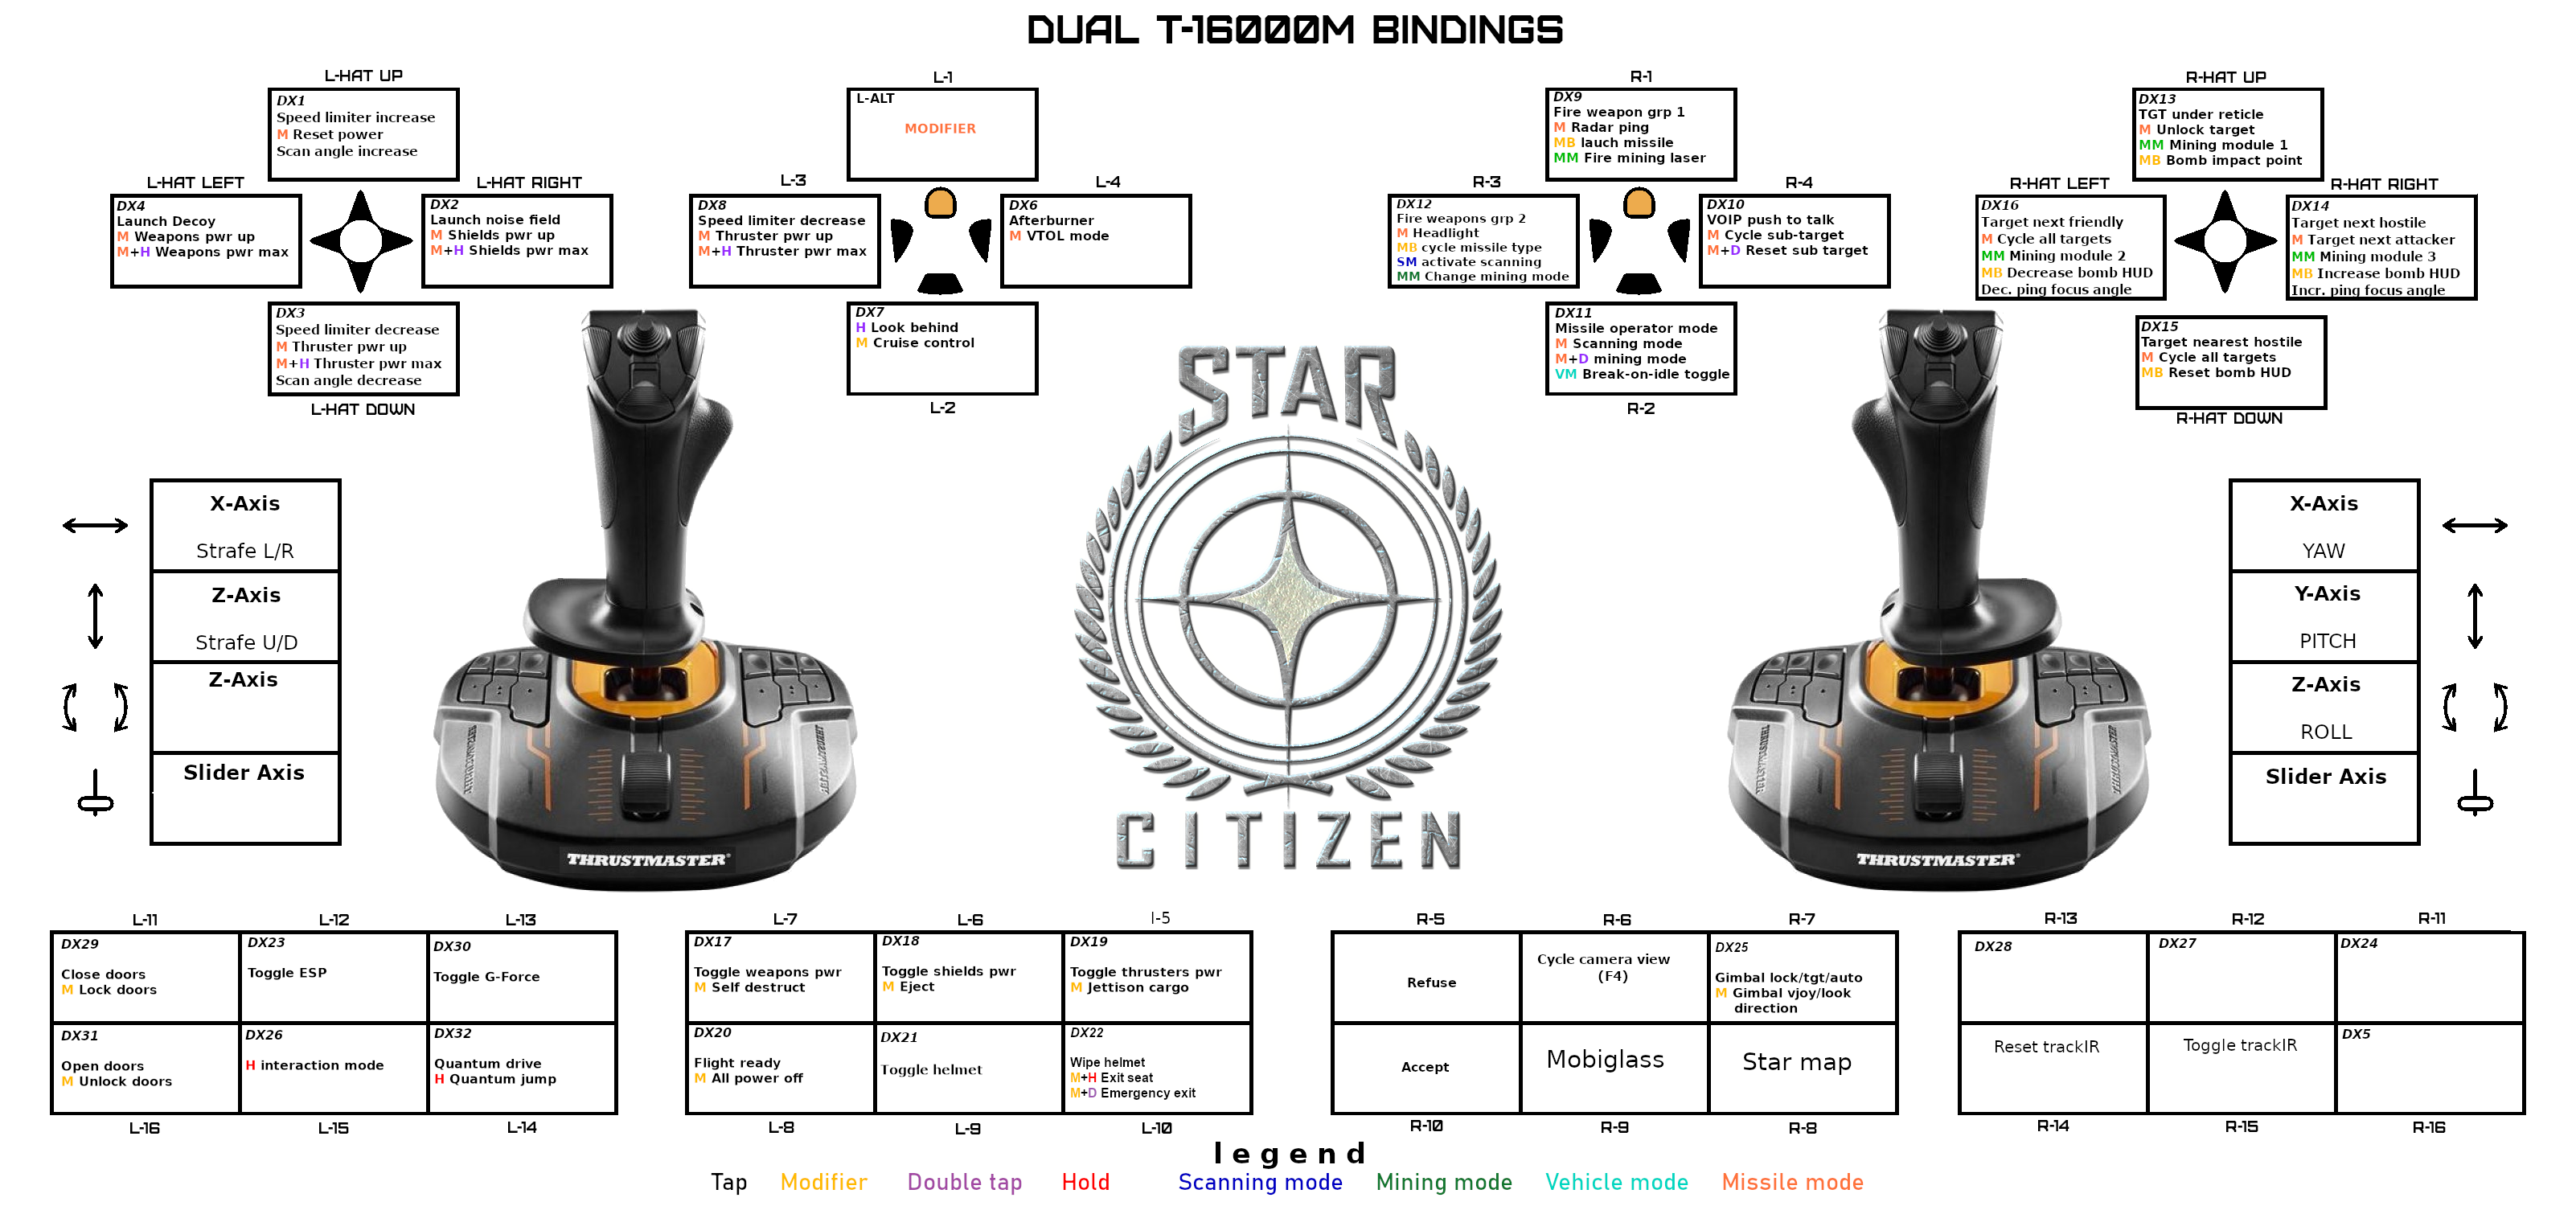 DUAL T-16000M BINDINGS
L-HAT UP
DX1
Speed limiter increase
M Reset power
Scan angle increase
L-HAT LEFT
DX4
Launch Decoy
M Weapons pwr up
M+H Weapons pwr max
L-HAT RIGHT
DX2
Launch noise field
M Shields pwr up
M+H Shields pwr max
DX3
Speed limiter decrease
M Thruster pwr up
M+H Thruster pwr max
Scan angle decrease
L-HAT DOWN
L-1
L-ALT
MODIFIER
L-3
DX8
Speed limiter decrease
M Thruster pwr up
M+H Thruster pwr max
L-4
DX6
Afterburner
M VTOL mode
DX7
H Look behind
M Cruise control
L-2
R-1
DX9
Fire weapon grp 1
M Radar ping
MB lauch missile
MM Fire mining laser
R-3
DX12
Fire weapons grp 2
M Headlight
MB cycle missile type
SM activate scanning
MM Change mining mode
R-4
DX10
VOIP push to talk
M Cycle sub-target
M+D Reset sub target
DX11
Missile operator mode
M Scanning mode
M+D mining mode
VM Break-on-idle toggle
R-2
R-HAT UP
DX13
TGT under reticle
M Unlock target
MM Mining module 1
MB Bomb impact point
R-HAT LEFT
DX16
Target next friendly
M Cycle all targets
MM Mining module 2
MB Decrease bomb HUD
Dec. ping focus angle
R-HAT RIGHT
DX14
Target next hostile
M Target next attacker
MM Mining module 3
MB Increase bomb HUD
Incr. ping focus angle
DX15
Target nearest hostile
M Cycle all targets
MB Reset bomb HUD
R-HAT DOWN
X-Axis
Strafe L/R
Z-Axis
Strafe U/D
Z-Axis
Slider Axis
THRUSTMASTER
THRUSTMASTER
THRUSTMASTER®
STAR
CITIZEN
THRUSTMASTER
THRUSTMASTER
THRUSTMASTER®
X-Axis
YAW
Y-Axis
PITCH
Z-Axis
ROLL
Slider Axis
L-11
L-12
L-13
DX29
Close doors
M Lock doors
DX23
Toggle ESP
DX30
Toggle G-Force
DX31
Open doors
M Unlock doors
DX26
H interaction mode
DX32
Quantum drive
H Quantum jump
L-16
L-15
L-14
L-7
L-6
l-5
DX17
Toggle weapons pwr
M Self destruct
DX18
Toggle shields pwr
M Eject
DX19
Toggle thrusters pwr
M Jettison cargo
DX20
Flight ready
M All power off
DX21
Toggle helmet
DX22
Wipe helmet
M+H Exit seat
M+D Emergency exit
L-8
L-9
L-10
R-5
R-6
R-7
Refuse
Cycle camera view
(F4)
DX25
Gimbal lock/tgt/auto
M Gimbal vjoy/look
direction
Accept
Mobiglass
Star map
R-10
R-9
R-8
R-13
R-12
R-11
DX28
DX27
DX24
Reset trackIR
Toggle trackIR
DX5
R-14
R-15
R-16
legend
Tap Modifier Double tap Hold Scanning mode Mining mode Vehicle mode Missile mode